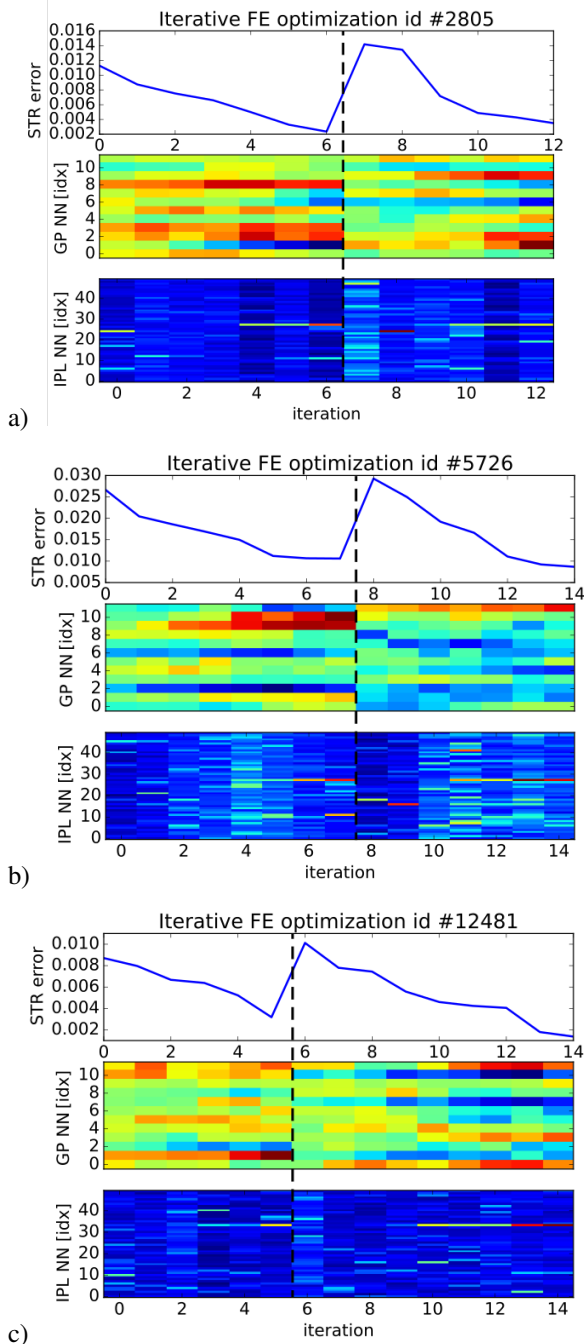 Iterative FE optimization id #2805
STR error
0.016
0.014
0.012
0.010
0.008
0.006
0.004
0.002
0 2 4 6 8 10 12
GP NN [idx]
10
8
6
4
2
0
IPL NN [idx]
40
30
20
10
0
0 2 4 6 8 10 12
iteration
a)
Iterative FE optimization id #5726
STR error
0.030
0.025
0.020
0.015
0.010
0.005
0 2 4 6 8 10 12 14
GP NN [idx]
10
8
6
4
2
0
IPL NN [idx]
40
30
20
10
0
0 2 4 6 8 10 12 14
iteration
b)
Iterative FE optimization id #12481
STR error
0.010
0.008
0.006
0.004
0.002
0 2 4 6 8 10 12 14
GP NN [idx]
10
8
6
4
2
0
IPL NN [idx]
40
30
20
10
0
0 2 4 6 8 10 12 14
iteration
c)